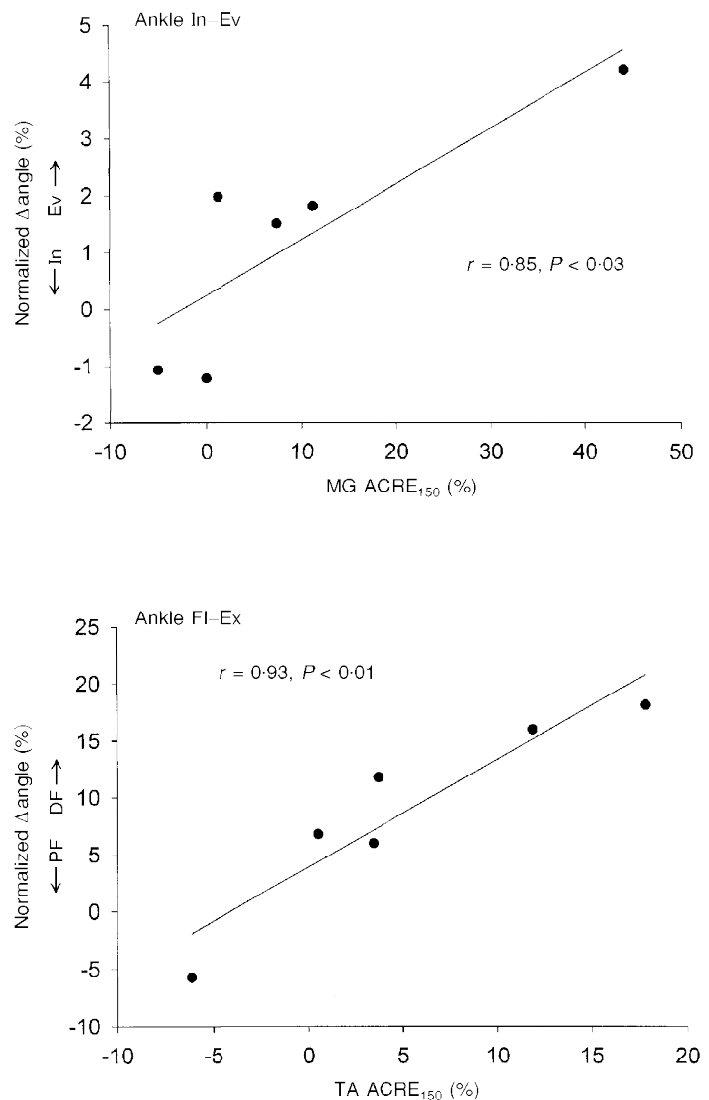 Ankle In–Ev
5
4
3
2
1
0
-1
-2
Normalized Δangle (%)
← In Ev →
r = 0·85, P < 0·03
-10 0 10 20 30 40 50
MG ACRE₁₅₀ (%)
Ankle Fl–Ex
25
20
15
10
5
0
-5
-10
Normalized Δangle (%)
← PF DF →
r = 0·93, P < 0·01
-10 -5 0 5 10 15 20
TA ACRE₁₅₀ (%)